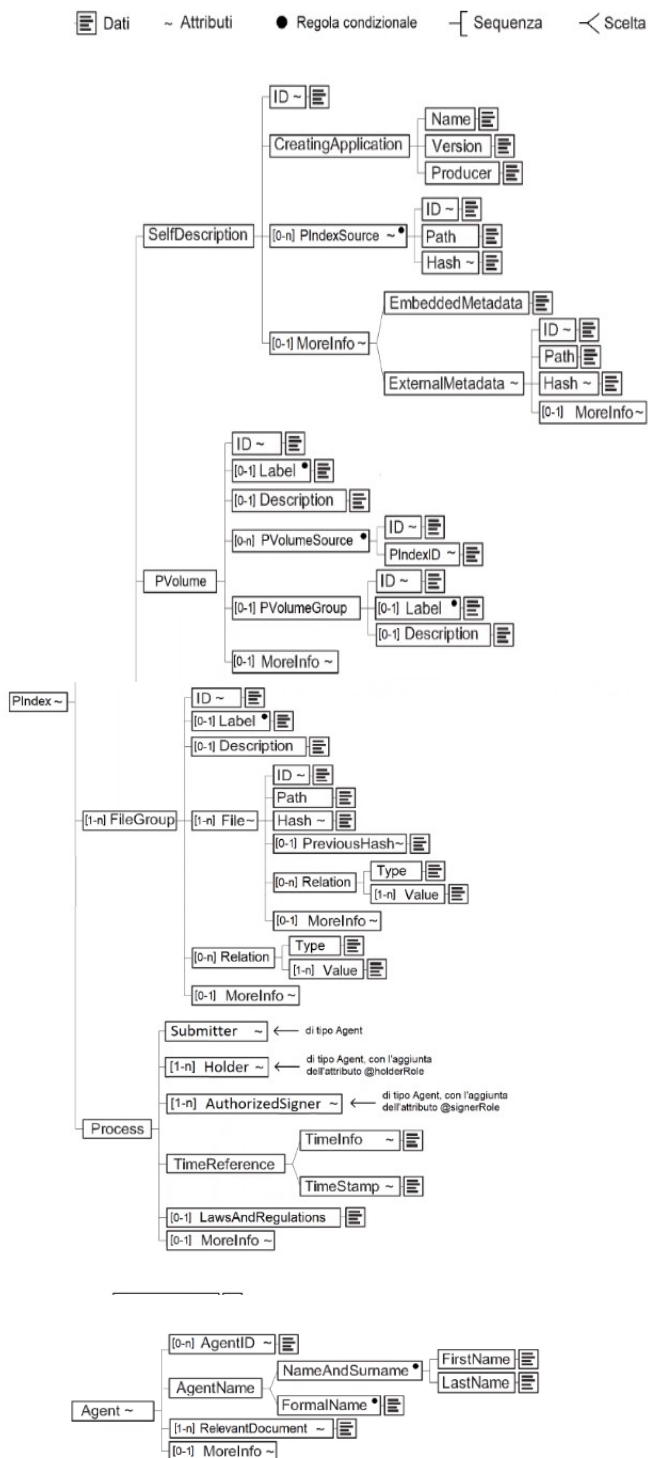 Dati ~ Attributi ● Regola condizionale Sequenza Scelta
ID ~
CreatingApplication
Name
Version
Producer
SelfDescription
[0-n] PIndexSource ~ ●
ID ~
Path
Hash ~
[0-1] MoreInfo ~
EmbeddedMetadata
ExternalMetadata ~
ID ~
Path
Hash ~
[0-1] MoreInfo~
PVolume
ID ~
[0-1] Label ●
[0-1] Description
[0-n] PVolumeSource ●
ID ~
PIndexID ~
[0-1] PVolumeGroup
ID ~
[0-1] Label ●
[0-1] Description
[0-1] MoreInfo ~
PIndex ~
[1-n] FileGroup
ID ~
[0-1] Label ●
[0-1] Description
[1-n] File~
ID ~
Path
Hash ~
[0-1] PreviousHash~
[0-n] Relation
Type
[1-n] Value
[0-1] MoreInfo ~
[0-n] Relation
Type
[1-n] Value
[0-1] MoreInfo ~
Process
Submitter ~
di tipo Agent
[1-n] Holder ~
di tipo Agent, con l'aggiunta
dell'attributo @holderRole
[1-n] AuthorizedSigner ~
di tipo Agent, con l'aggiunta
dell'attributo @signerRole
TimeReference
TimeInfo ~
TimeStamp ~
[0-1] LawsAndRegulations
[0-1] MoreInfo ~
Agent ~
[0-n] AgentID ~
AgentName
NameAndSurname ●
FirstName
LastName
FormalName ●
[1-n] RelevantDocument ~
[0-1] MoreInfo ~